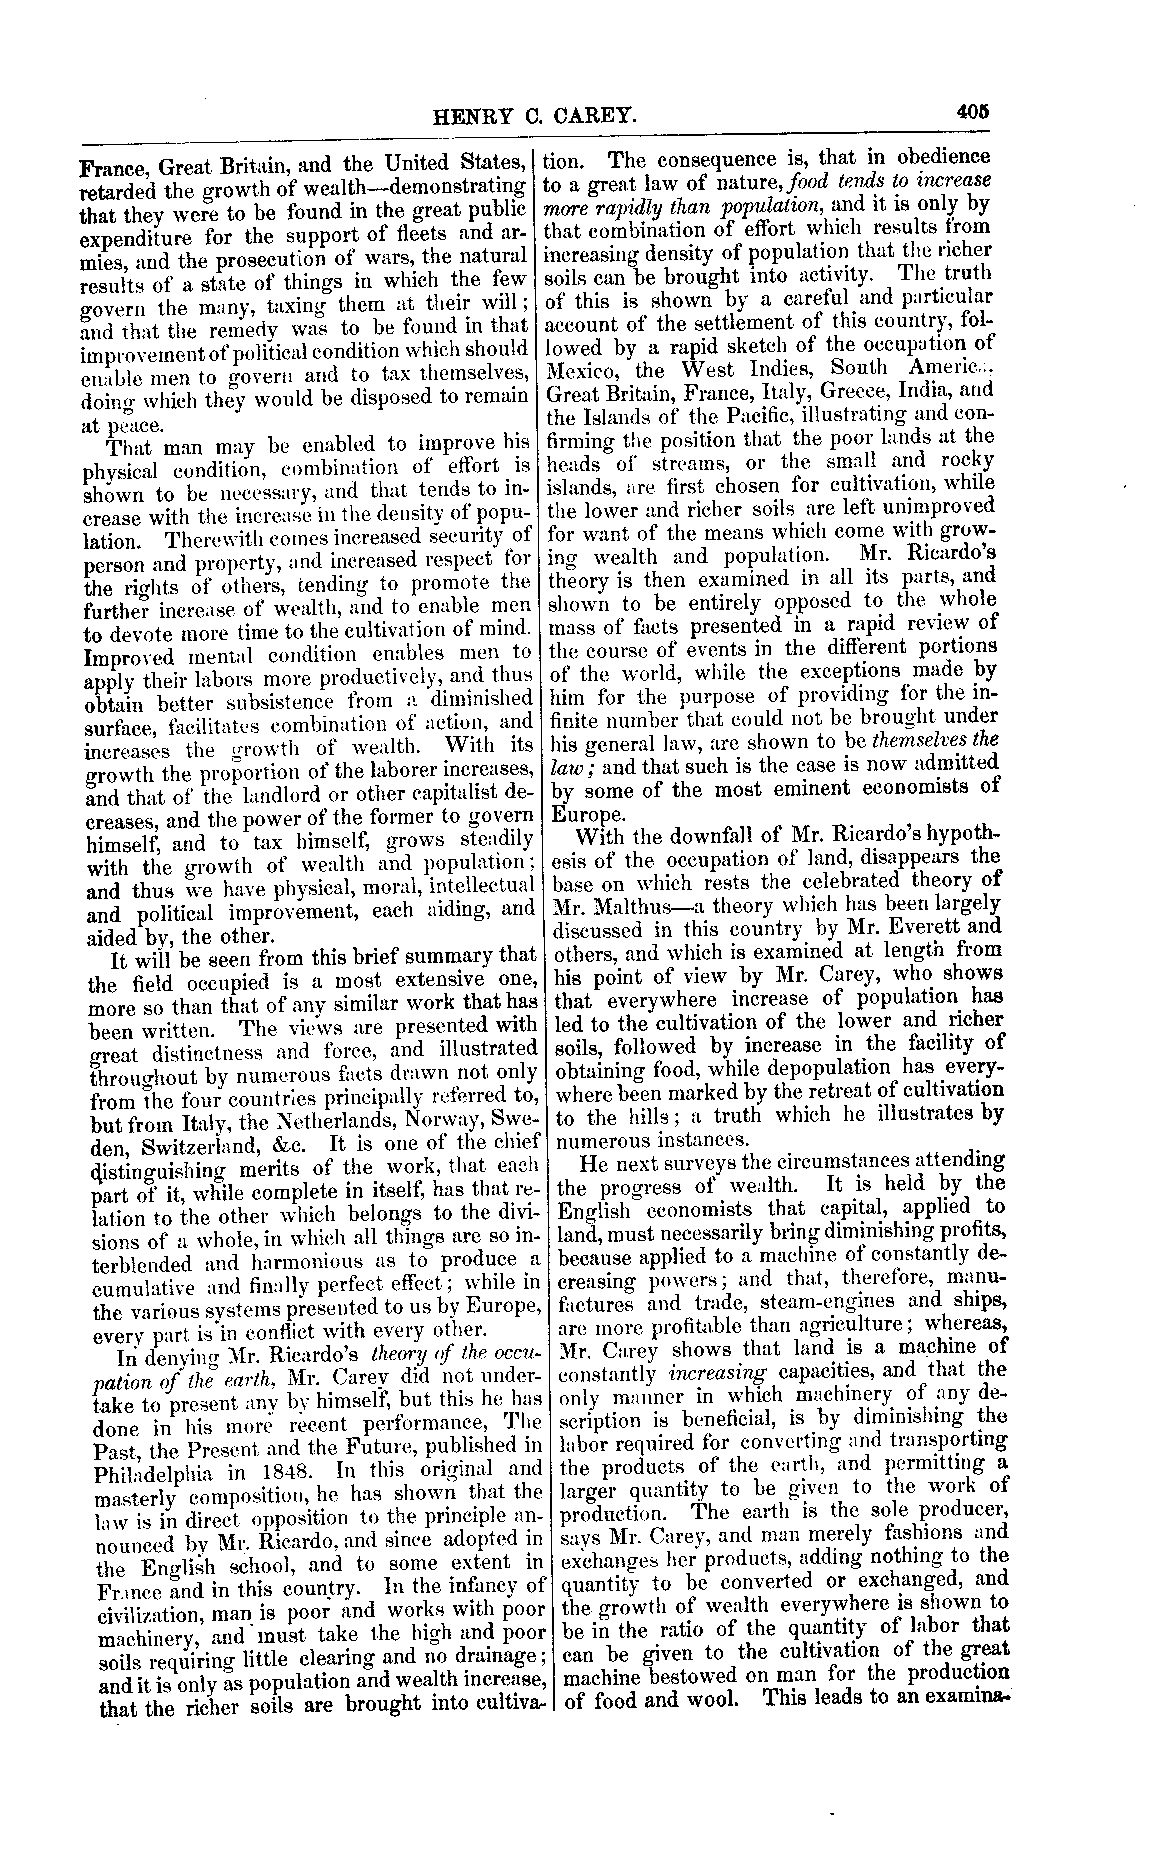 HENRY C. CAREY.
405
France, Great Britain, and the United States,
retarded the growth of wealth—demonstrating
that they were to be found in the great public
expenditure for the support of fleets and ar-
mies, and the prosecution of wars, the natural
results of a state of things in which the few
govern the many, taxing them at their will;
and that the remedy was to be found in that
improvement of political condition which should
enable men to govern and to tax themselves,
doing which they would be disposed to remain
at peace.
That man may be enabled to improve his
physical condition, combination of effort is
shown to be necessary, and that tends to in-
crease with the increase in the density of popu-
lation. Therewith comes increased security of
person and property, and increased respect for
the rights of others, tending to promote the
further increase of wealth, and to enable men
to devote more time to the cultivation of mind.
Improved mental condition enables men to
apply their labors more productively, and thus
obtain better subsistence from a diminished
surface, facilitates combination of action, and
increases the growth of wealth. With its
growth the proportion of the laborer increases,
and that of the landlord or other capitalist de-
creases, and the power of the former to govern
himself, and to tax himself, grows steadily
with the growth of wealth and population;
and thus we have physical, moral, intellectual
and political improvement, each aiding, and
aided by, the other.
It will be seen from this brief summary that
the field occupied is a most extensive one,
more so than that of any similar work that has
been written. The views are presented with
great distinctness and force, and illustrated
throughout by numerous facts drawn not only
from the four countries principally referred to,
but from Italy, the Netherlands, Norway, Swe-
den, Switzerland, &c. It is one of the chief
distinguishing merits of the work, that each
part of it, while complete in itself, has that re-
lation to the other which belongs to the divi-
sions of a whole, in which all things are so in-
terblended and harmonious as to produce a
cumulative and finally perfect effect; while in
the various systems presented to us by Europe,
every part is in conflict with every other.
In denying Mr. Ricardo's theory of the occu-
pation of the earth, Mr. Carey did not under-
take to present any by himself, but this he has
done in his more recent performance, The
Past, the Present and the Future, published in
Philadelphia in 1848. In this original and
masterly composition, he has shown that the
law is in direct opposition to the principle an-
nounced by Mr. Ricardo, and since adopted in
the English school, and to some extent in
France and in this country. In the infancy of
civilization, man is poor and works with poor
machinery, and must take the high and poor
soils requiring little clearing and no drainage;
and it is only as population and wealth increase,
that the richer soils are brought into cultiva-
tion. The consequence is, that in obedience
to a great law of nature, food tends to increase
more rapidly than population, and it is only by
that combination of effort which results from
increasing density of population that the richer
soils can be brought into activity. The truth
of this is shown by a careful and particular
account of the settlement of this country, fol-
lowed by a rapid sketch of the occupation of
Mexico, the West Indies, South Americ..
Great Britain, France, Italy, Greece, India, and
the Islands of the Pacific, illustrating and con-
firming the position that the poor lands at the
heads of streams, or the small and rocky
islands, are first chosen for cultivation, while
the lower and richer soils are left unimproved
for want of the means which come with grow-
ing wealth and population. Mr. Ricardo's
theory is then examined in all its parts, and
shown to be entirely opposed to the whole
mass of facts presented in a rapid review of
the course of events in the different portions
of the world, while the exceptions made by
him for the purpose of providing for the in-
finite number that could not be brought under
his general law, are shown to be themselves the
law; and that such is the case is now admitted
by some of the most eminent economists of
Europe.
With the downfall of Mr. Ricardo's hypoth-
esis of the occupation of land, disappears the
base on which rests the celebrated theory of
Mr. Malthus—a theory which has been largely
discussed in this country by Mr. Everett and
others, and which is examined at length from
his point of view by Mr. Carey, who shows
that everywhere increase of population has
led to the cultivation of the lower and richer
soils, followed by increase in the facility of
obtaining food, while depopulation has every-
where been marked by the retreat of cultivation
to the hills; a truth which he illustrates by
numerous instances.
He next surveys the circumstances attending
the progress of wealth. It is held by the
English economists that capital, applied to
land, must necessarily bring diminishing profits,
because applied to a machine of constantly de-
creasing powers; and that, therefore, manu-
factures and trade, steam-engines and ships,
are more profitable than agriculture; whereas,
Mr. Carey shows that land is a machine of
constantly increasing capacities, and that the
only manner in which machinery of any de-
scription is beneficial, is by diminishing the
labor required for converting and transporting
the products of the earth, and permitting a
larger quantity to be given to the work of
production. The earth is the sole producer,
says Mr. Carey, and man merely fashions and
exchanges her products, adding nothing to the
quantity to be converted or exchanged, and
the growth of wealth everywhere is shown to
be in the ratio of the quantity of labor that
can be given to the cultivation of the great
machine bestowed on man for the production
of food and wool. This leads to an examina-